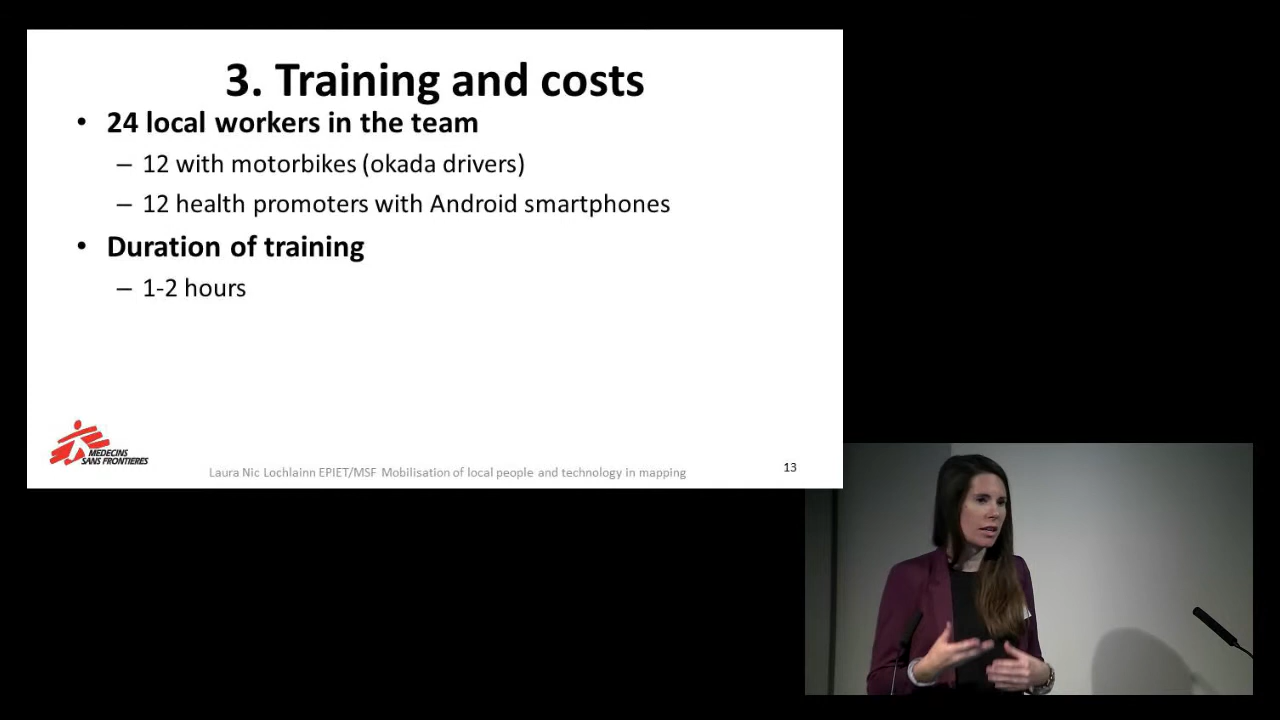 3. Training and costs
• 24 local workers in the team
– 12 with motorbikes (okada drivers)
– 12 health promoters with Android smartphones
• Duration of training
– 1-2 hours
MEDECINS
SANS FRONTIERES
Laura Nic Lochlainn EPIET/MSF Mobilisation of local people and technology in mapping
13